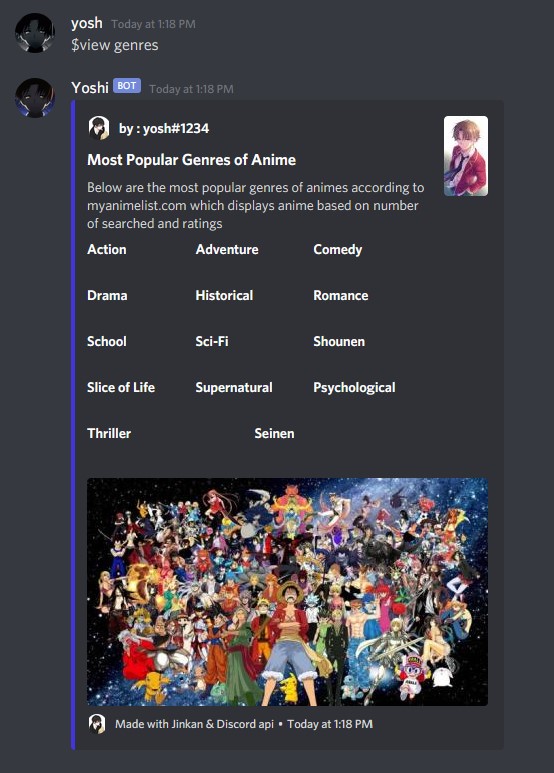 yosh Today at 1:18 PM
$view genres
Yoshi BOT Today at 1:18 PM
by : yosh#1234
Most Popular Genres of Anime
Below are the most popular genres of animes according to
myanimelist.com which displays anime based on number
of searched and ratings
Action Adventure Comedy
Drama Historical Romance
School Sci-Fi Shounen
Slice of Life Supernatural Psychological
Thriller Seinen
Made with Jinkan & Discord api • Today at 1:18 PM